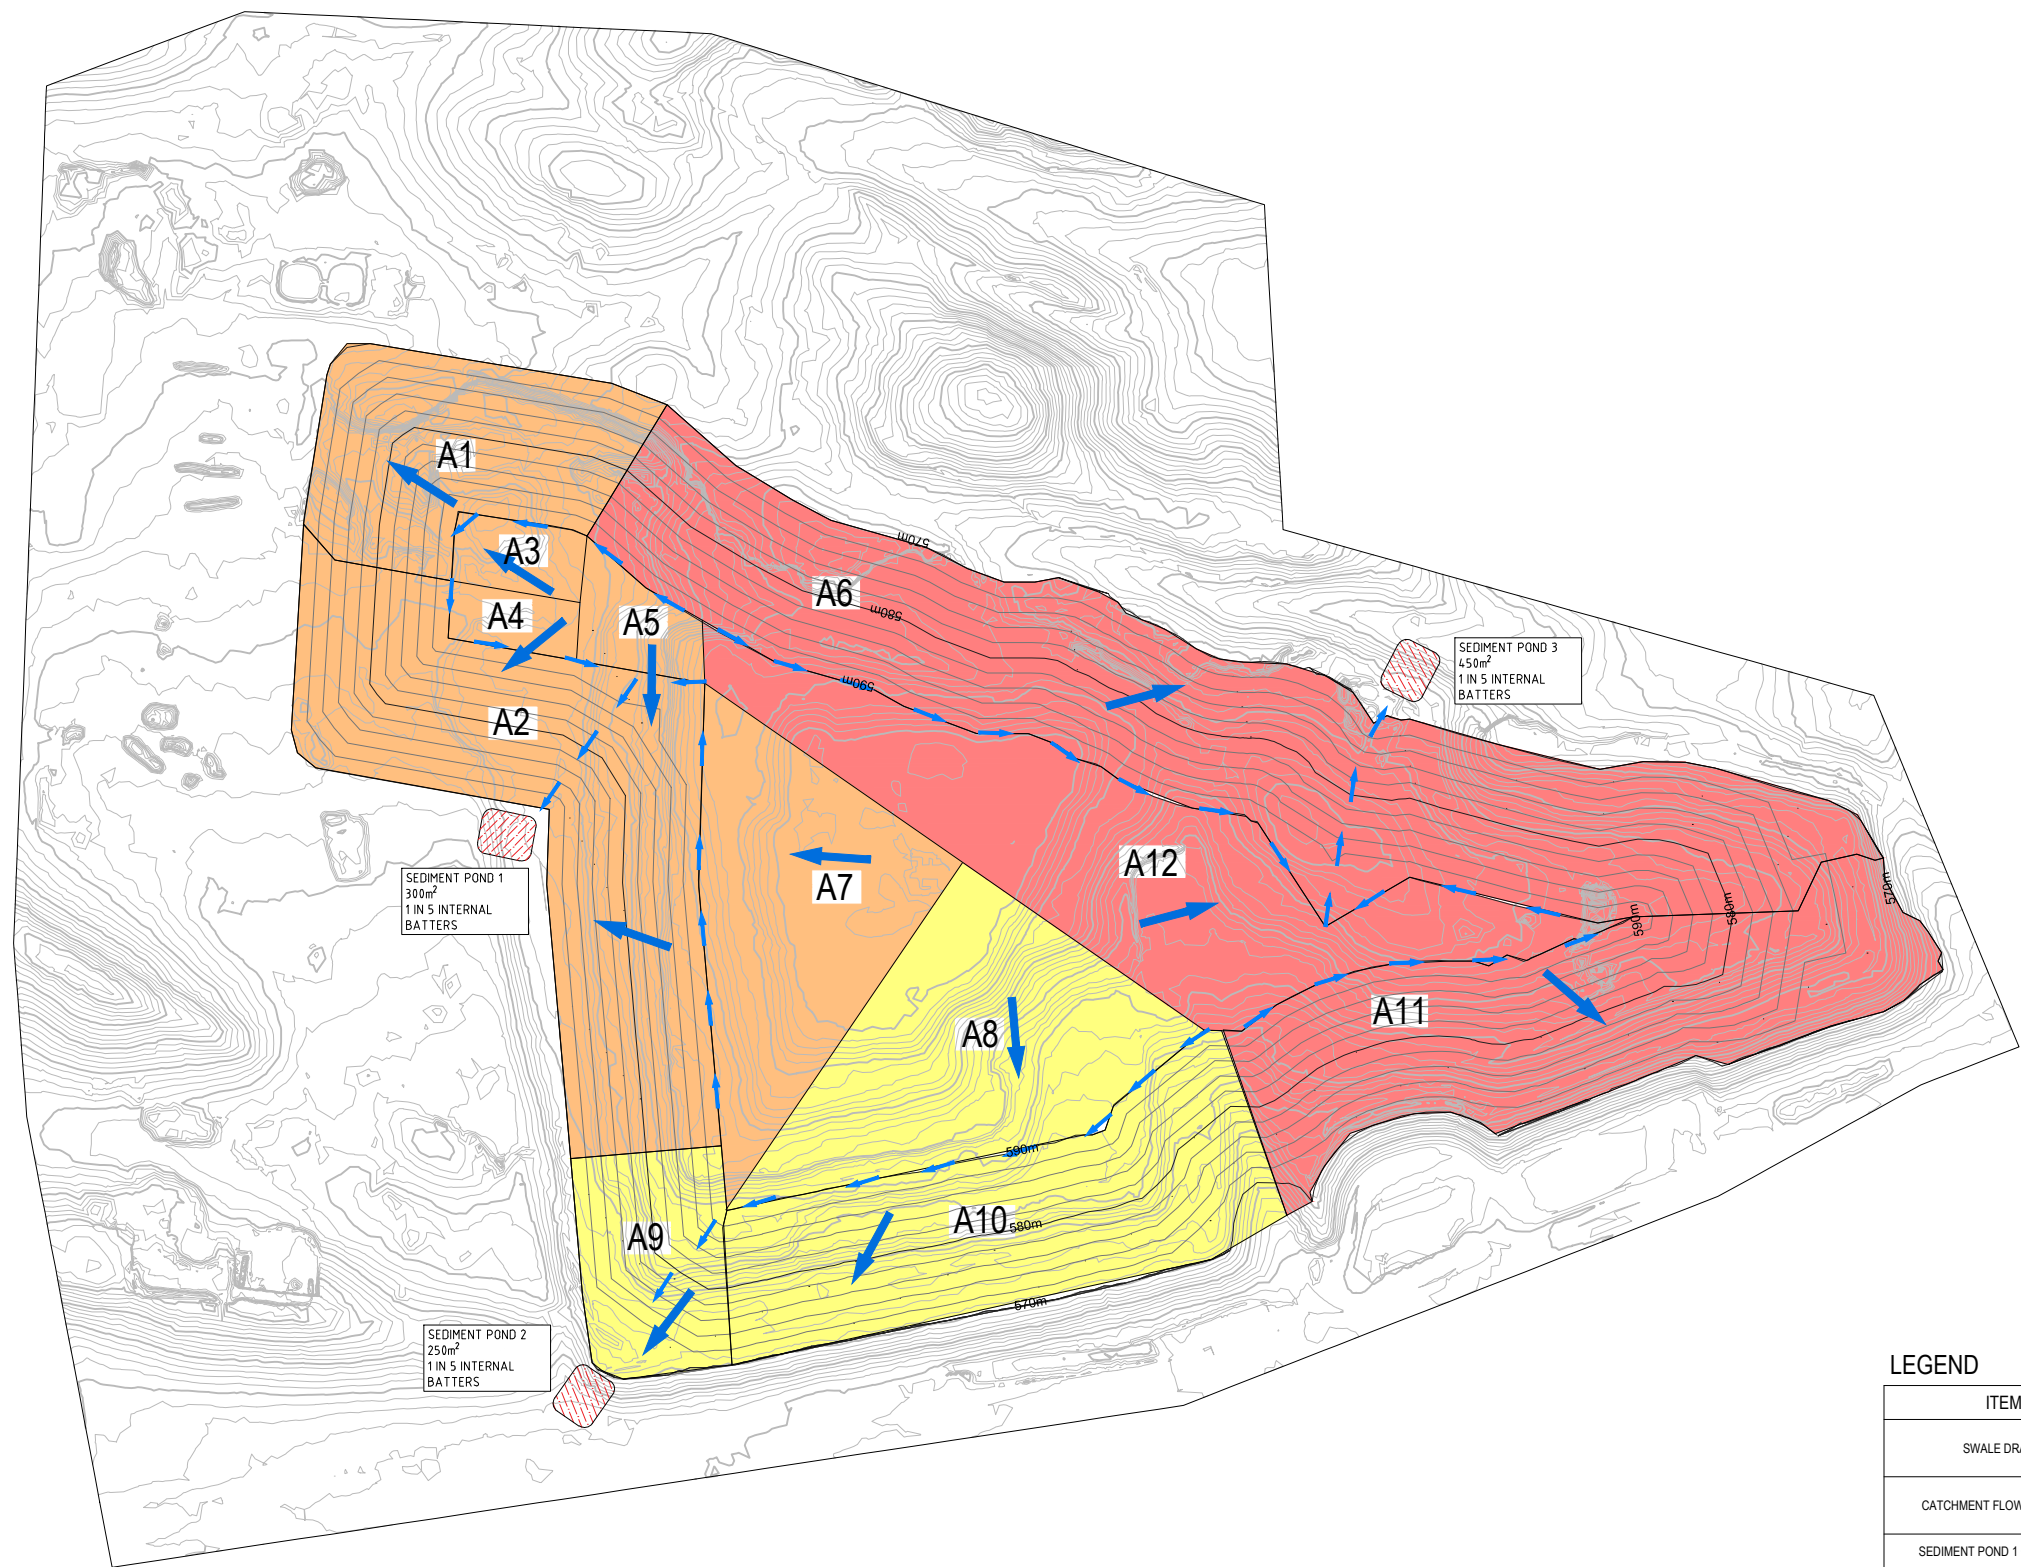 A1
A3
A4
A5
A2
A6
A7
A12
A8
A11
A9
A10
570m
580m
590m
590m
580m
570m
590m
580m
570m
SEDIMENT POND 3
450m²
1 IN 5 INTERNAL
BATTERS
SEDIMENT POND 1
300m²
1 IN 5 INTERNAL
BATTERS
SEDIMENT POND 2
250m²
1 IN 5 INTERNAL
BATTERS
LEGEND
ITEM
SWALE DRA
CATCHMENT FLOW
SEDIMENT POND 1